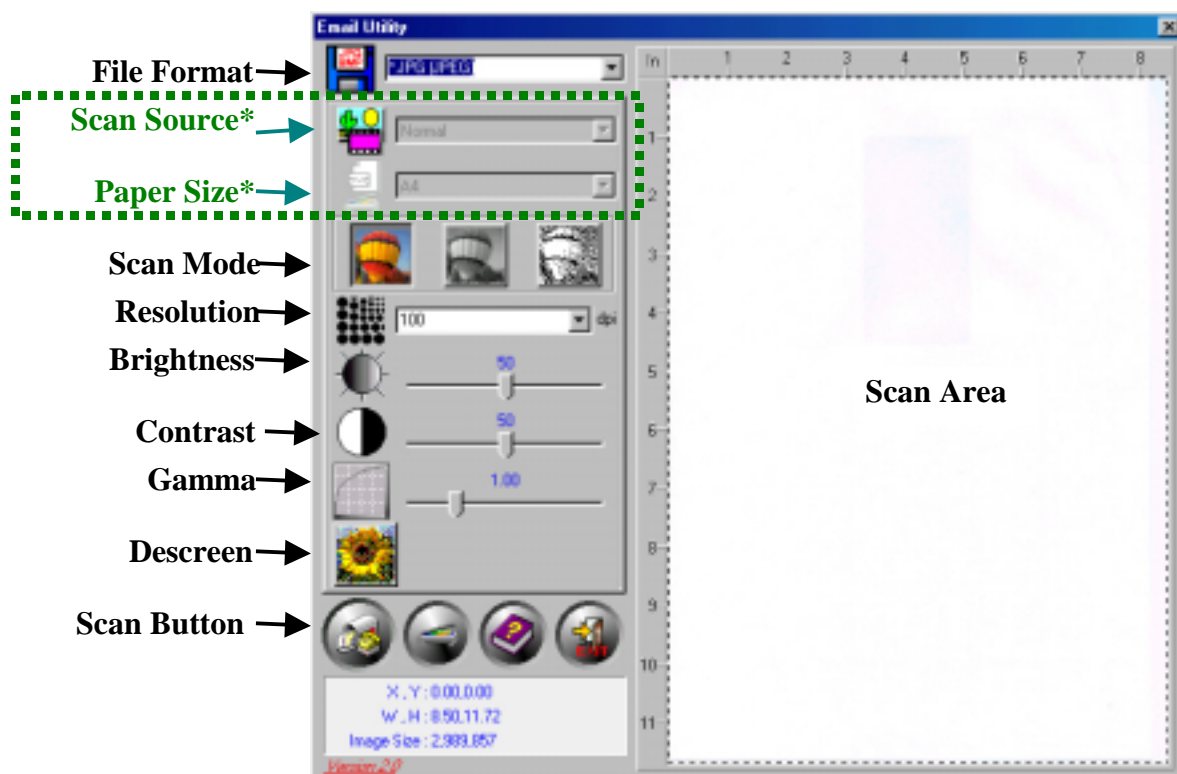 Email Utility
File Format
*.JPG (JPEG)
In 1 2 3 4 5 6 7 8
Scan Source*
Normal
Paper Size*
A4
Scan Mode
Resolution
100 dpi
Brightness
50
Contrast
50
Gamma
1.00
Descreen
Scan Button
?
EXIT
X , Y : 0.00,0.00
W , H : 8.50,11.72
Image Size : 2,989,857
Version 2.0
1
2
3
4
5
6
7
8
9
10
11
Scan Area